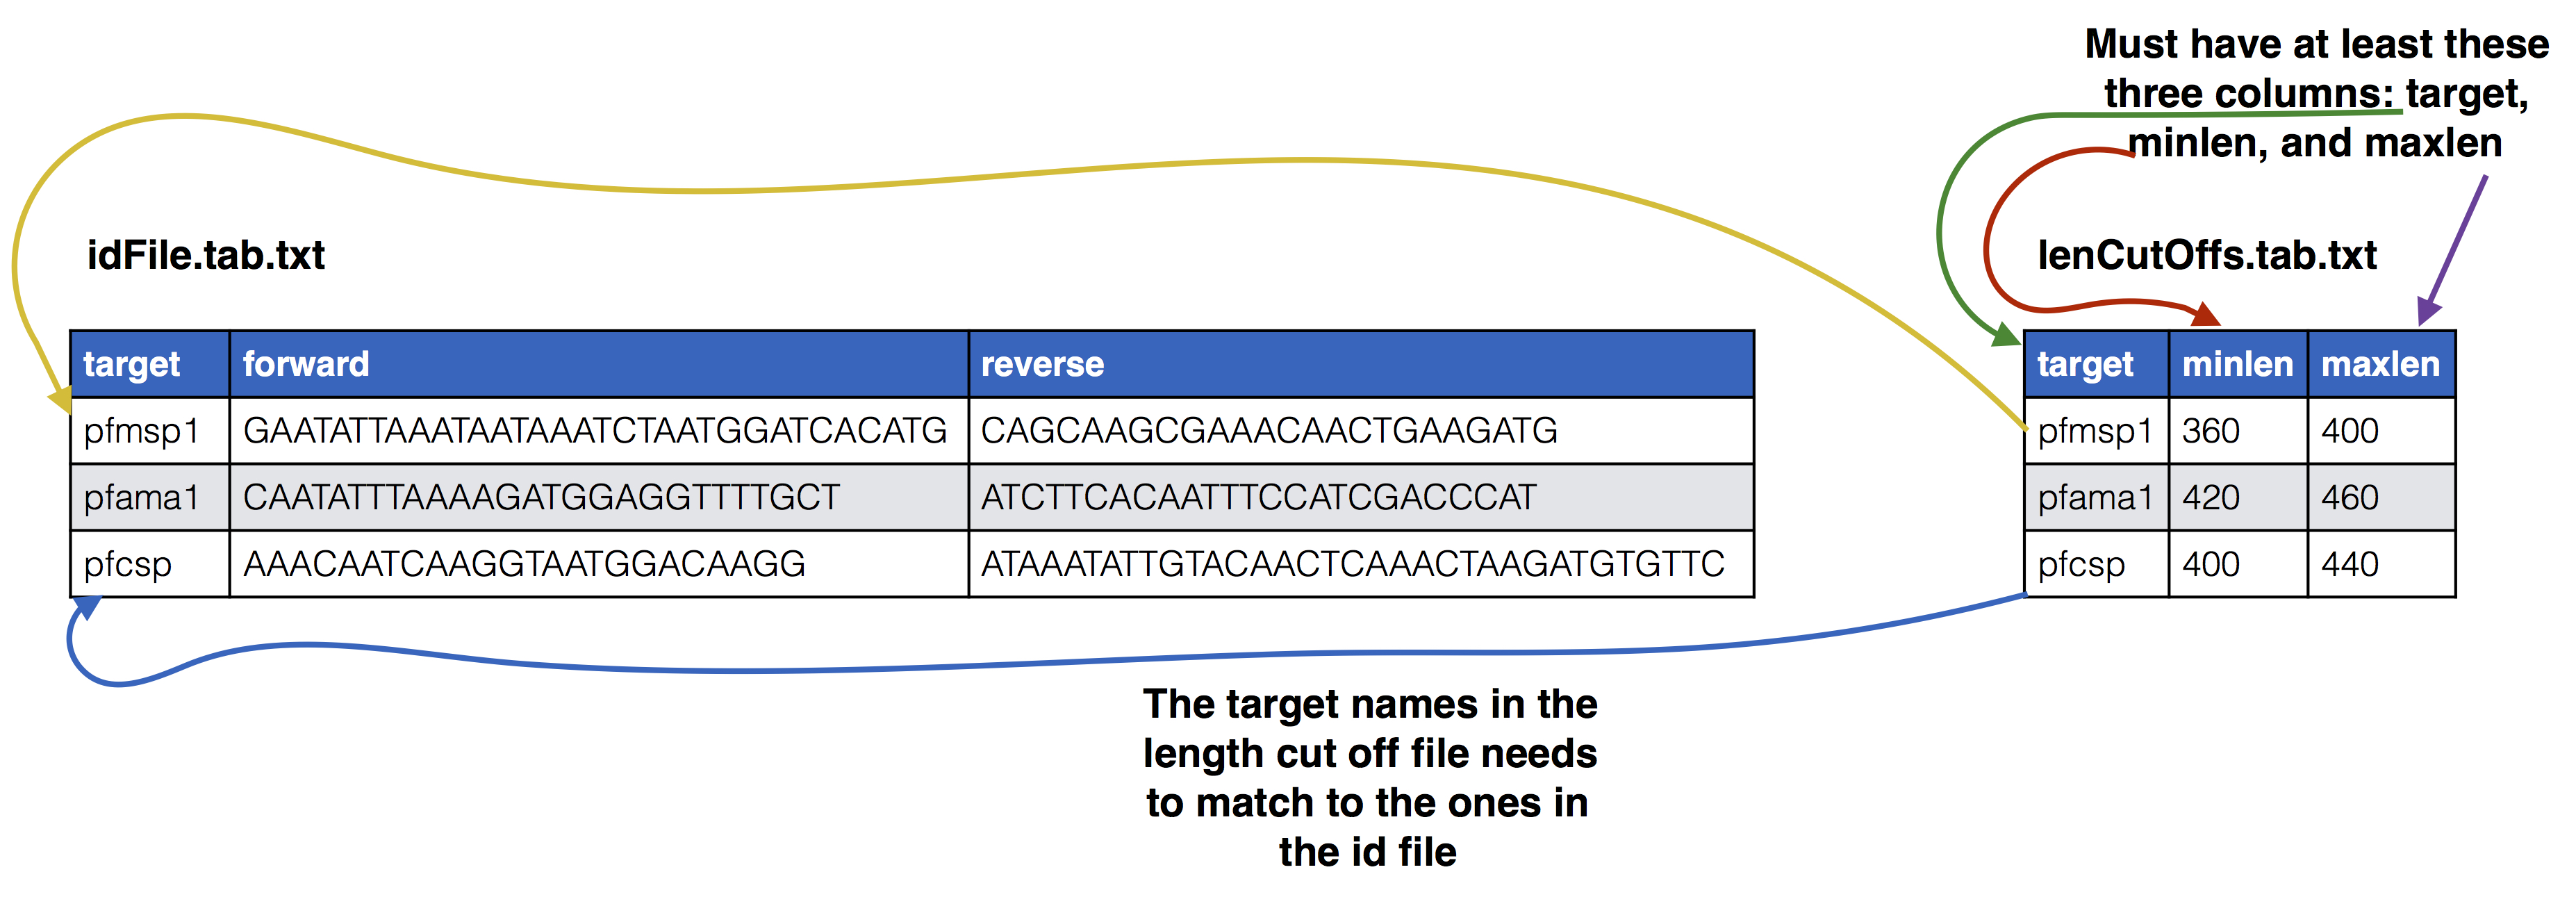 Must have at least these
three columns: target,
minlen, and maxlen
idFile.tab.txt
lenCutOffs.tab.txt
target forward reverse
pfmsp1 GAATATTAAATAATAAATCTAATGGATCACATG CAGCAAGCGAAACAACTGAAGATG
pfama1 CAATATTTAAAAGATGGAGGTTTTGCT ATCTTCACAATTTCCATCGACCCAT
pfcsp AAACAATCAAGGTAATGGACAAGG ATAAATATTGTACAACTCAAACTAAGATGTGTTC
target minlen maxlen
pfmsp1 360 400
pfama1 420 460
pfcsp 400 440
The target names in the
length cut off file needs
to match to the ones in
the id file